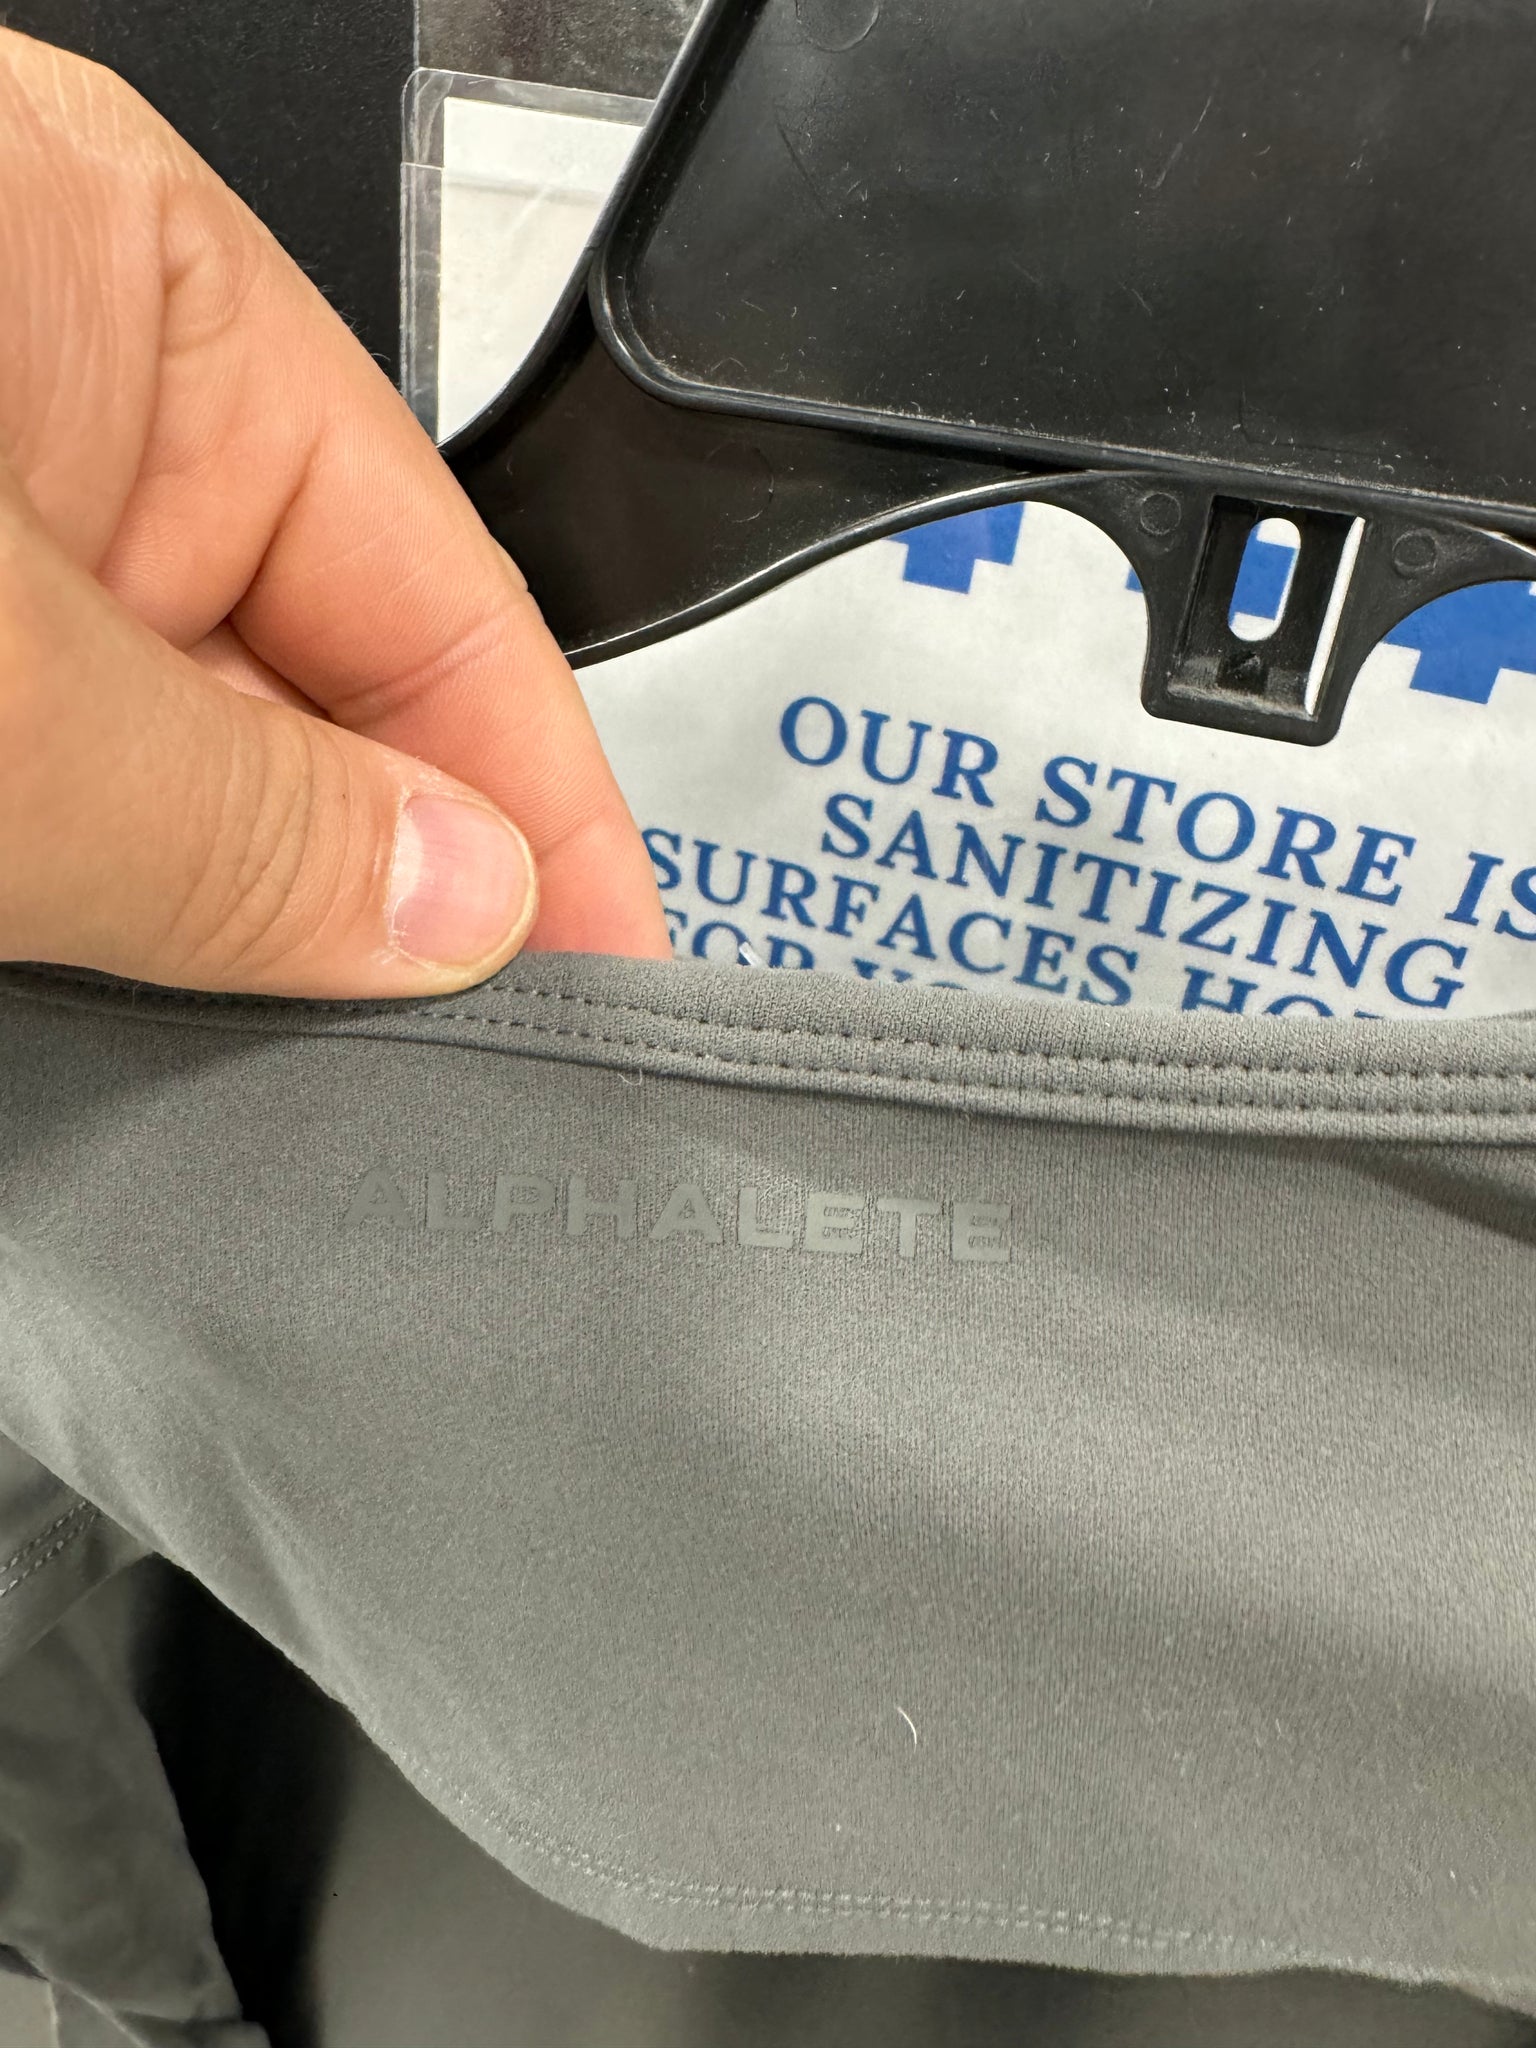 OUR STORE IS
SANITIZING
SURFACES
ALPHALETE